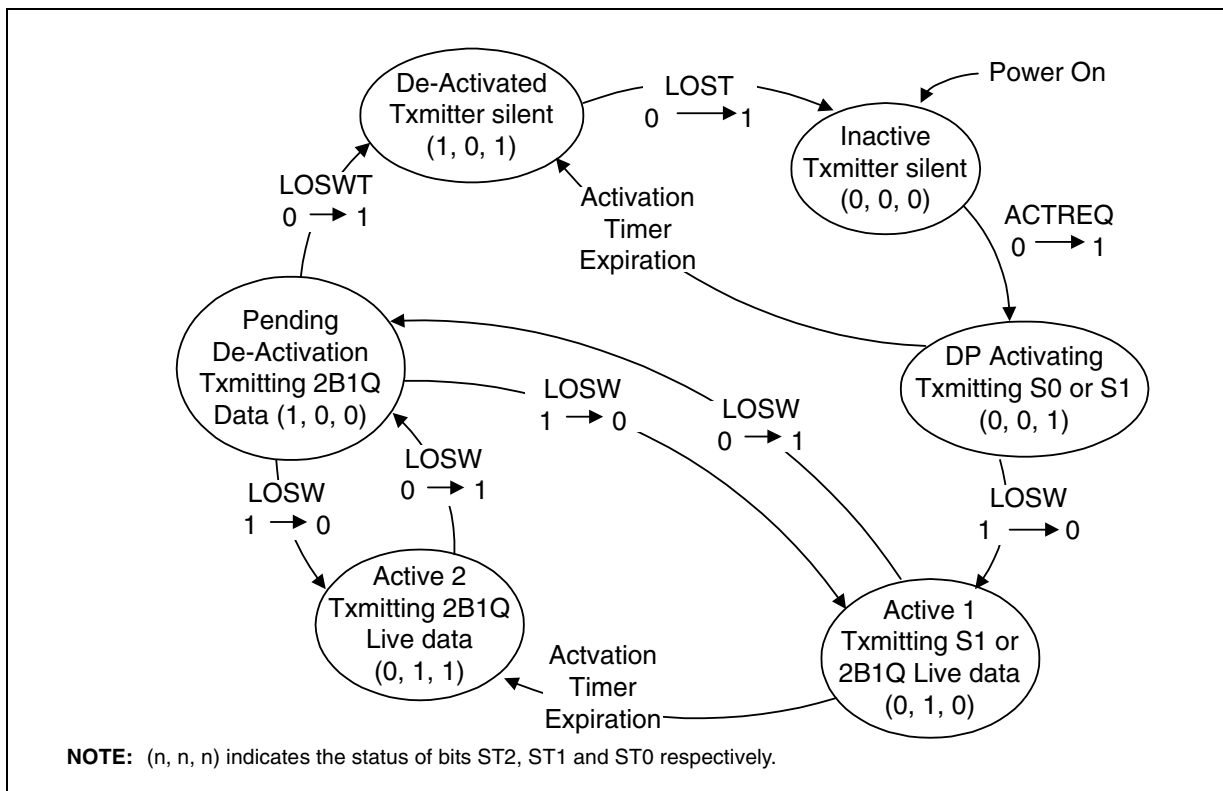 De-Activated
Txmitter silent
(1, 0, 1)
LOST
0 → 1
Power On
Inactive
Txmitter silent
(0, 0, 0)
LOSWT
0 → 1
Activation
Timer
Expiration
ACTREQ
0 → 1
Pending
De-Activation
Txmitting 2B1Q
Data (1, 0, 0)
DP Activating
Txmitting S0 or S1
(0, 0, 1)
LOSW
1 → 0
LOSW
0 → 1
LOSW
0 → 1
LOSW
1 → 0
LOSW
1 → 0
Active 2
Txmitting 2B1Q
Live data
(0, 1, 1)
Actvation
Timer
Expiration
Active 1
Txmitting S1 or
2B1Q Live data
(0, 1, 0)
NOTE: (n, n, n) indicates the status of bits ST2, ST1 and ST0 respectively.